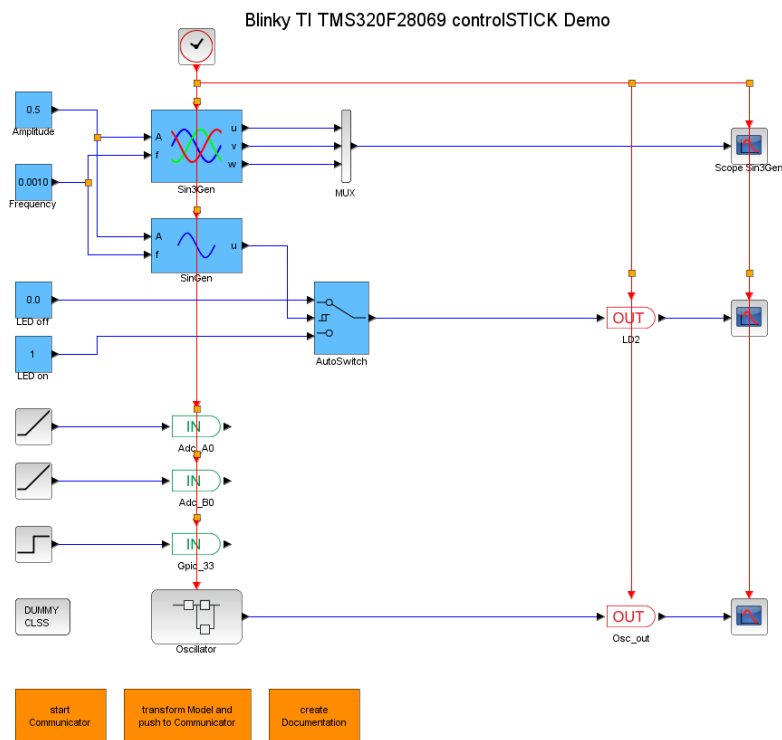 Blinky TI TMS320F28069 controlSTICK Demo
0.5
Amplitude
A
f
u
v
w
Sin3Gen
MUX
Scope Sin3Gen
0.0010
Frequency
A
f
u
SinGen
0.0
LED off
1
LED on
AutoSwitch
OUT
LD2
IN
Adc_A0
IN
Adc_B0
IN
Gpio_33
DUMMY
CLSS
Oscillator
OUT
Osc_out
start
Communicator
transform Model and
push to Communicator
create
Documentation